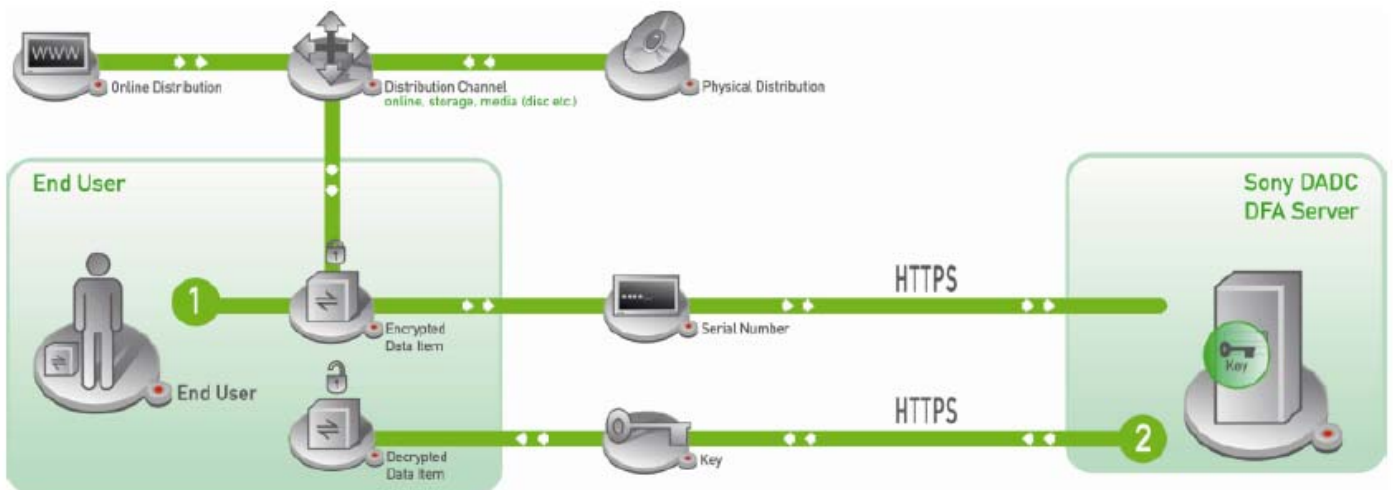 WWW
Online Distribution
Distribution Channel
online, storage, media (disc etc.)
Physical Distribution
End User
Sony DADC
DFA Server
1
HTTPS
Encrypted
Data Item
Serial Number
Key
End User
HTTPS
2
Decrypted
Data Item
Key